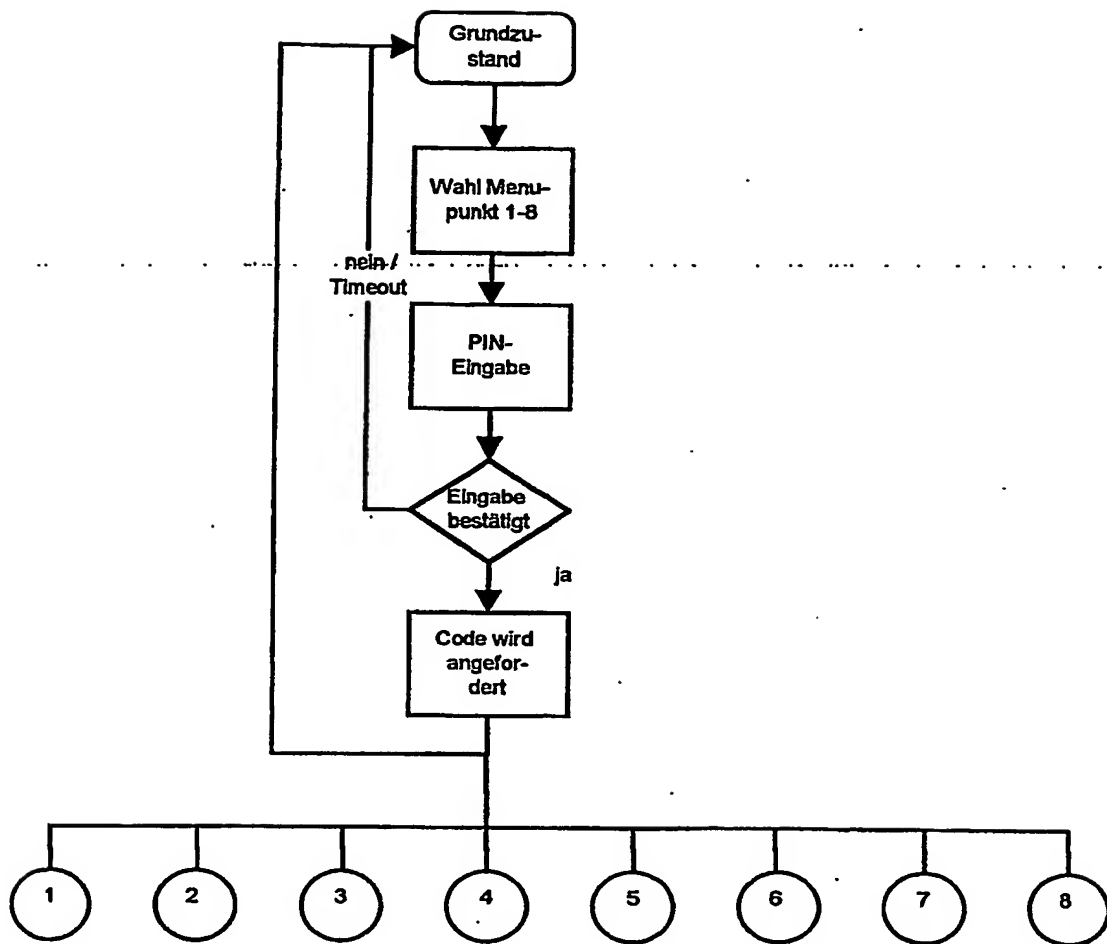 Grundzu-
stand
Wahl Menu-
punkt 1-8
nein /
Timeout
PIN-
Eingabe
Eingabe
bestätigt
ja
Code wird
angefor-
dert
1 2 3 4 5 6 7 8